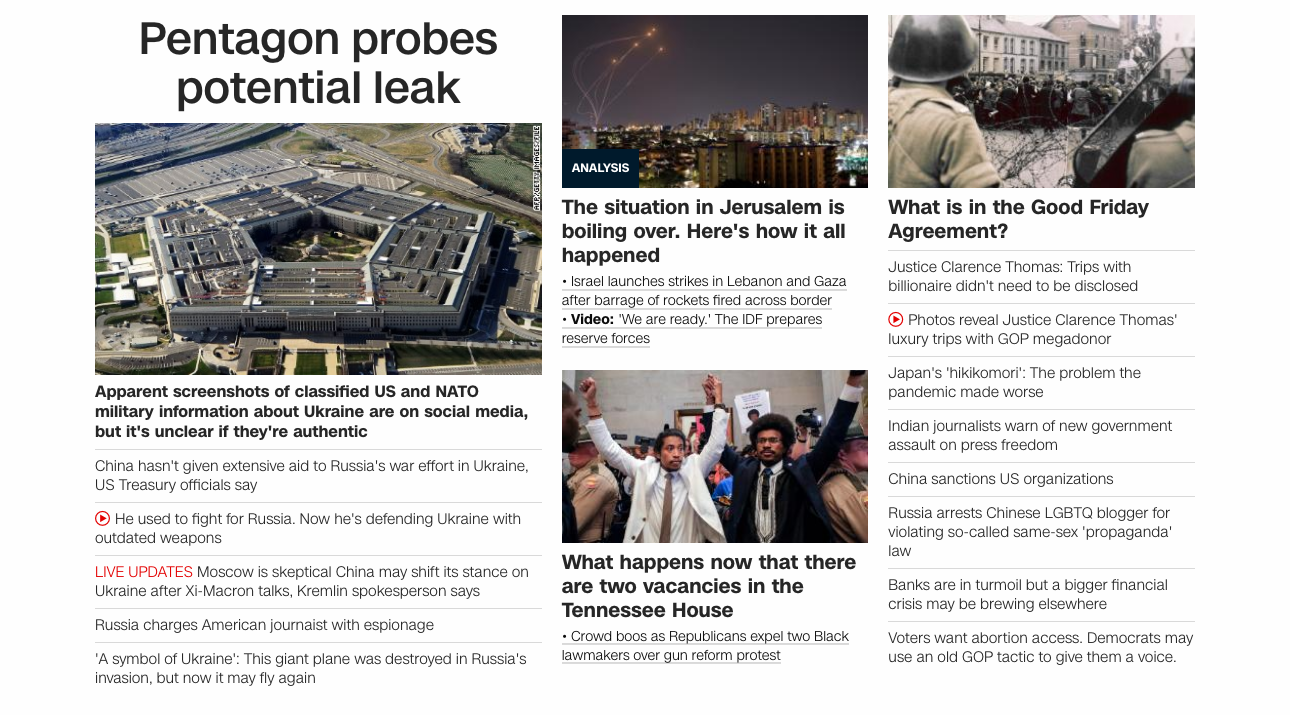 Pentagon probes
potential leak
AFP/GETTY IMAGES/FILE
Apparent screenshots of classified US and NATO
military information about Ukraine are on social media,
but it's unclear if they're authentic
China hasn't given extensive aid to Russia's war effort in Ukraine,
US Treasury officials say
He used to fight for Russia. Now he's defending Ukraine with
outdated weapons
LIVE UPDATES Moscow is skeptical China may shift its stance on
Ukraine after Xi-Macron talks, Kremlin spokesperson says
Russia charges American journaist with espionage
'A symbol of Ukraine': This giant plane was destroyed in Russia's
invasion, but now it may fly again
ANALYSIS
The situation in Jerusalem is
boiling over. Here's how it all
happened
• Israel launches strikes in Lebanon and Gaza
after barrage of rockets fired across border
• Video: 'We are ready.' The IDF prepares
reserve forces
What happens now that there
are two vacancies in the
Tennessee House
• Crowd boos as Republicans expel two Black
lawmakers over gun reform protest
What is in the Good Friday
Agreement?
Justice Clarence Thomas: Trips with
billionaire didn't need to be disclosed
Photos reveal Justice Clarence Thomas'
luxury trips with GOP megadonor
Japan's 'hikikomori': The problem the
pandemic made worse
Indian journalists warn of new government
assault on press freedom
China sanctions US organizations
Russia arrests Chinese LGBTQ blogger for
violating so-called same-sex 'propaganda'
law
Banks are in turmoil but a bigger financial
crisis may be brewing elsewhere
Voters want abortion access. Democrats may
use an old GOP tactic to give them a voice.